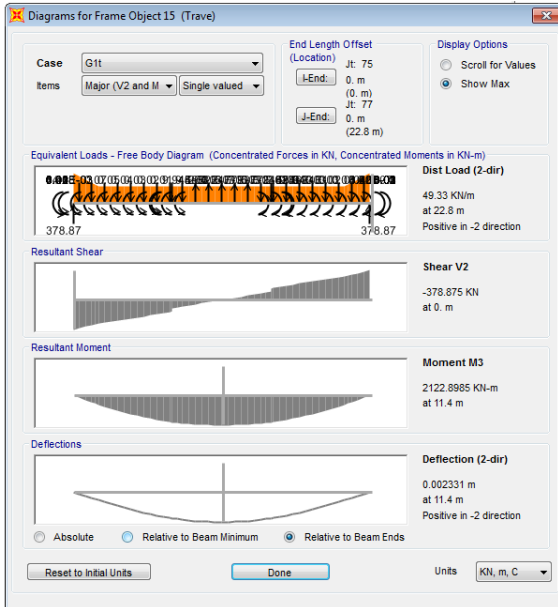 Diagrams for Frame Object 15 (Trave)
Case
G1t
Items
Major (V2 and M
Single valued
End Length Offset
(Location)
Jt: 75
I-End:
0. m
(0. m)
Jt: 77
J-End:
0. m
(22.8 m)
Display Options
Scroll for Values
Show Max
Equivalent Loads - Free Body Diagram (Concentrated Forces in KN, Concentrated Moments in KN-m)
378.87
378.87
Dist Load (2-dir)
49.33 KN/m
at 22.8 m
Positive in -2 direction
Resultant Shear
Shear V2
-378.875 KN
at 0. m
Resultant Moment
Moment M3
2122.8985 KN-m
at 11.4 m
Deflections
Deflection (2-dir)
0.002331 m
at 11.4 m
Positive in -2 direction
Absolute
Relative to Beam Minimum
Relative to Beam Ends
Reset to Initial Units
Done
Units
KN, m, C